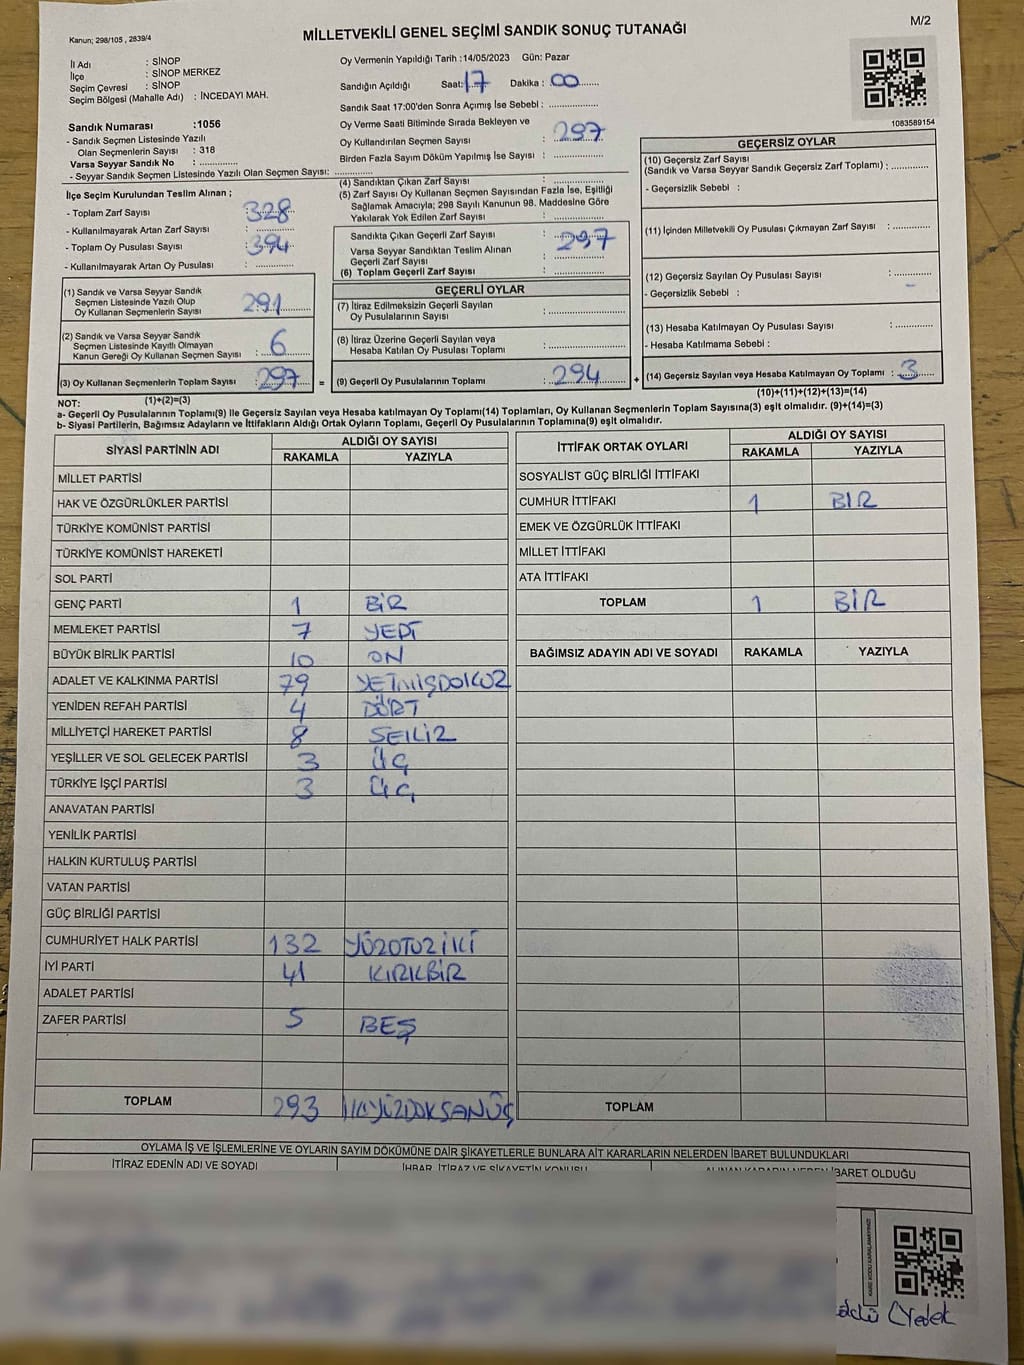 M/2
Kanun; 298/105 , 2839/4
MİLLETVEKİLİ GENEL SEÇİMİ SANDIK SONUÇ TUTANAĞI
İl Adı : SİNOP
İlçe : SİNOP MERKEZ
Seçim Çevresi : SİNOP
Seçim Bölgesi (Mahalle Adı) : İNCEDAYI MAH.
Sandık Numarası :1056
- Sandık Seçmen Listesinde Yazılı
Olan Seçmenlerin Sayısı : 318
Varsa Seyyar Sandık No : ..............
- Seyyar Sandık Seçmen Listesinde Yazılı Olan Seçmen Sayısı: ..............
Oy Vermenin Yapıldığı Tarih :14/05/2023 Gün: Pazar
Sandığın Açıldığı Saat: 17 Dakika : 00
Sandık Saat 17:00'den Sonra Açımış İse Sebebi : ..............
Oy Verme Saati Bitiminde Sırada Bekleyen ve
Oy Kullandırılan Seçmen Sayısı : 297
Birden Fazla Sayım Döküm Yapılmış İse Sayısı : ..............
1083589154
İlçe Seçim Kurulundan Teslim Alınan ;
- Toplam Zarf Sayısı : 328
- Kullanılmayarak Artan Zarf Sayısı : ..............
- Toplam Oy Pusulası Sayısı : 394
- Kullanılmayarak Artan Oy Pusulası : ..............
(4) Sandıktan Çıkan Zarf Sayısı : ..............
(5) Zarf Sayısı Oy Kullanan Seçmen Sayısından Fazla İse, Eşitliği
Sağlamak Amacıyla; 298 Sayılı Kanunun 98. Maddesine Göre
Yakılarak Yok Edilen Zarf Sayısı : ..............
Sandıkta Çıkan Geçerli Zarf Sayısı : 297
Varsa Seyyar Sandıktan Teslim Alınan
Geçerli Zarf Sayısı : ..............
(6) Toplam Geçerli Zarf Sayısı : ..............
(1) Sandık ve Varsa Seyyar Sandık
Seçmen Listesinde Yazılı Olup
Oy Kullanan Seçmenlerin Sayısı : 291
(2) Sandık ve Varsa Seyyar Sandık
Seçmen Listesinde Kayıtlı Olmayan
Kanun Gereği Oy Kullanan Seçmen Sayısı : 6
(3) Oy Kullanan Seçmenlerin Toplam Sayısı : 297 =
GEÇERLİ OYLAR
(7) İtiraz Edilmeksizin Geçerli Sayılan
Oy Pusulalarının Sayısı : ..............
(8) İtiraz Üzerine Geçerli Sayılan veya
Hesaba Katılan Oy Pusulası Toplamı : ..............
(9) Geçerli Oy Pusulalarının Toplamı : 294 +
GEÇERSİZ OYLAR
(10) Geçersiz Zarf Sayısı
(Sandık ve Varsa Seyyar Sandık Geçersiz Zarf Toplamı) : ..............
- Geçersizlik Sebebi :
(11) İçinden Milletvekili Oy Pusulası Çıkmayan Zarf Sayısı : ..............
(12) Geçersiz Sayılan Oy Pusulası Sayısı : ..............
- Geçersizlik Sebebi : -
(13) Hesaba Katılmayan Oy Pusulası Sayısı : ..............
- Hesaba Katılmama Sebebi :
(14) Geçersiz Sayılan veya Hesaba Katılmayan Oy Toplamı : 3
NOT: (1)+(2)=(3) (10)+(11)+(12)+(13)=(14)
a- Geçerli Oy Pusulalarının Toplamı(9) ile Geçersiz Sayılan veya Hesaba katılmayan Oy Toplamı(14) Toplamları, Oy Kullanan Seçmenlerin Toplam Sayısına(3) eşit olmalıdır. (9)+(14)=(3)
b- Siyasi Partilerin, Bağımsız Adayların ve İttifakların Aldığı Ortak Oyların Toplamı, Geçerli Oy Pusulalarının Toplamına(9) eşit olmalıdır.
SİYASİ PARTİNİN ADI ALDIĞI OY SAYISI
RAKAMLA YAZIYLA
MİLLET PARTİSİ
HAK VE ÖZGÜRLÜKLER PARTİSİ
TÜRKİYE KOMÜNİST PARTİSİ
TÜRKİYE KOMÜNİST HAREKETİ
SOL PARTİ
GENÇ PARTİ 1 BİR
MEMLEKET PARTİSİ 7 YEDİ
BÜYÜK BİRLİK PARTİSİ 10 ON
ADALET VE KALKINMA PARTİSİ 79 YETMİŞDOKUZ
YENİDEN REFAH PARTİSİ 4 DÖRT
MİLLİYETÇİ HAREKET PARTİSİ 8 SEKİZ
YEŞİLLER VE SOL GELECEK PARTİSİ 3 ÜÇ
TÜRKİYE İŞÇİ PARTİSİ 3 ÜÇ
ANAVATAN PARTİSİ
YENİLİK PARTİSİ
HALKIN KURTULUŞ PARTİSİ
VATAN PARTİSİ
GÜÇ BİRLİĞİ PARTİSİ
CUMHURİYET HALK PARTİSİ 132 YÜZOTUZİKİ
İYİ PARTİ 41 KIRKBİR
ADALET PARTİSİ
ZAFER PARTİSİ 5 BEŞ
TOPLAM 293 İKİYÜZDOKSANÜÇ
İTTİFAK ORTAK OYLARI ALDIĞI OY SAYISI
RAKAMLA YAZIYLA
SOSYALİST GÜÇ BİRLİĞİ İTTİFAKI
CUMHUR İTTİFAKI 1 BİR
EMEK VE ÖZGÜRLÜK İTTİFAKI
MİLLET İTTİFAKI
ATA İTTİFAKI
TOPLAM 1 BİR
BAĞIMSIZ ADAYIN ADI VE SOYADI RAKAMLA YAZIYLA
TOPLAM
OYLAMA İŞ VE İŞLEMLERİNE VE OYLARIN SAYIM DÖKÜMÜNE DAİR ŞİKAYETLERLE BUNLARA AİT KARARLARIN NELERDEN İBARET BULUNDUKLARI
İTİRAZ EDENİN ADI VE SOYADI İHBAR, İTİRAZ VE ŞİKAYETİN KONUSU ALINAN KARARIN NEDEN İBARET OLDUĞU
KARE KODU KARALAMAYINIZ!
Yedek